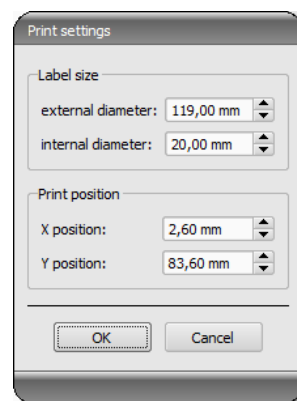 Print settings
Label size
external diameter: 119,00 mm
internal diameter: 20,00 mm
Print position
X position: 2,60 mm
Y position: 83,60 mm
OK Cancel